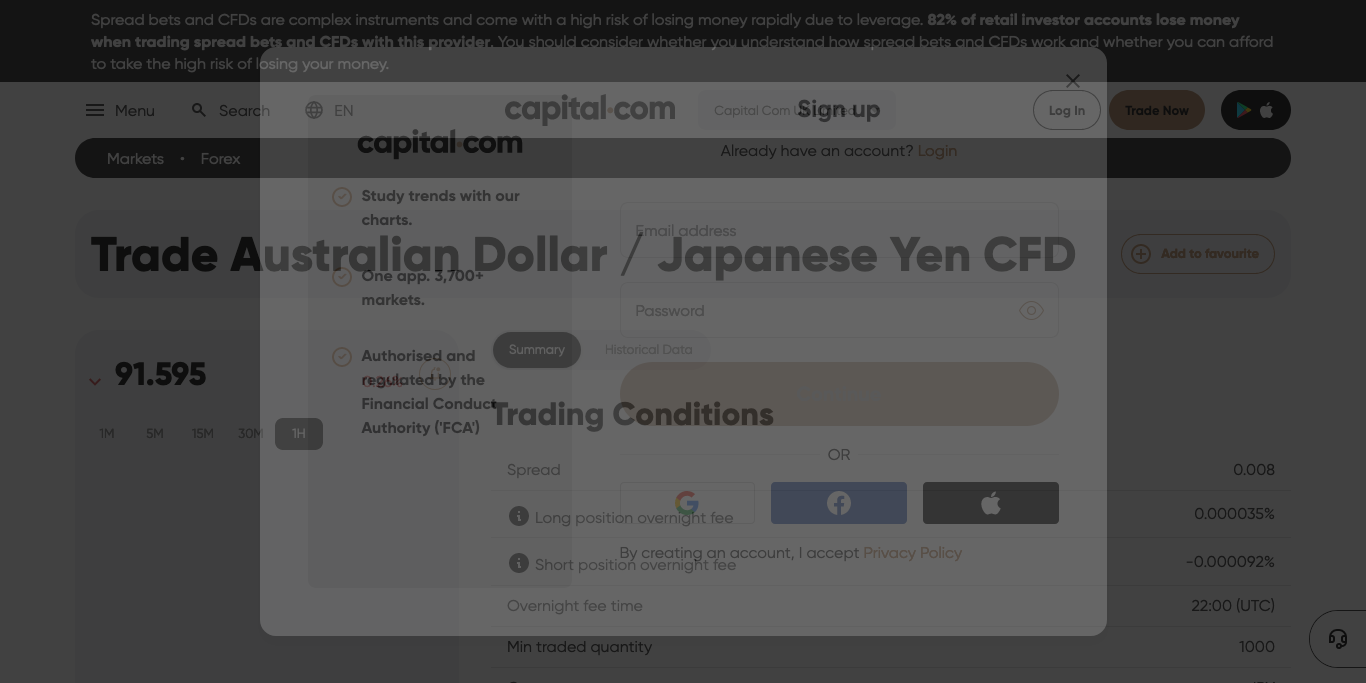 Spread bets and CFDs are complex instruments and come with a high risk of losing money rapidly due to leverage. 82% of retail investor accounts lose money
when trading spread bets and CFDs with this provider. You should consider whether you understand how spread bets and CFDs work and whether you can afford
to take the high risk of losing your money.
Menu
Search
EN
capital.com
Capital Com
Log In
Trade Now
Markets • Forex
Trade Australian Dollar / Japanese Yen CFD
Add to favourite
91.595
1M 5M 15M 30M 1H
Summary
Historical Data
Trading Conditions
Spread 0.008
Long position overnight fee 0.000035%
Short position overnight fee -0.000092%
Overnight fee time 22:00 (UTC)
Min traded quantity 1000
capital.com
Study trends with our
charts.
One app. 3,700+
markets.
Authorised and
regulated by the
Financial Conduct
Authority ('FCA')
Sign up
Already have an account? Login
Email address
Password
OR
By creating an account, I accept Privacy Policy